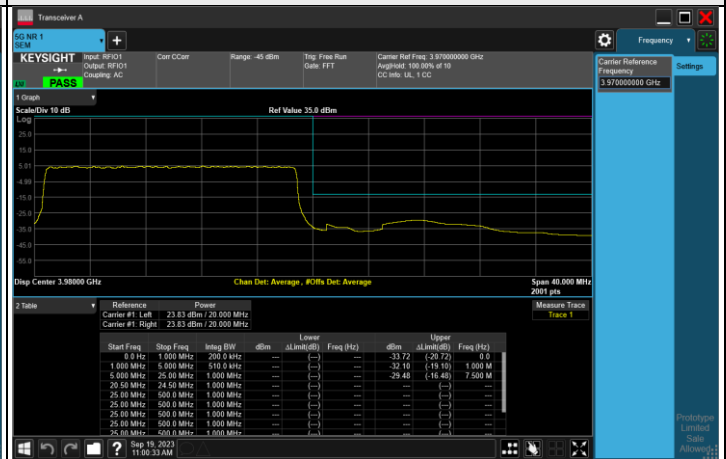 Transceiver A
5G NR 1
SEM
+
Frequency
KEYSIGHT
Input: RFIO1
Output: RFIO1
Coupling: AC
Corr CCorr
Range: -45 dBm
Trig: Free Run
Gate: FFT
Carrier Ref Freq: 3.970000000 GHz
Avg|Hold: 100.00% of 10
CC Info: UL, 1 CC
PASS
Carrier Reference
Frequency
3.970000000 GHz
Settings
1 Graph
Scale/Div 10 dB
Ref Value 35.0 dBm
Log
25.0
15.0
5.01
-4.99
-15.0
-25.0
-35.0
-45.0
-55.0
Disp Center 3.98000 GHz
Chan Det: Average , #Offs Det: Average
Span 40.000 MHz
2001 pts
2 Table
Reference Power
Carrier #1: Left 23.83 dBm / 20.000 MHz
Carrier #1: Right 23.83 dBm / 20.000 MHz
Measure Trace
Trace 1
Lower Upper
Start Freq Stop Freq Integ BW dBm ΔLimit(dB) Freq (Hz) dBm ΔLimit(dB) Freq (Hz)
0.0 Hz 1.000 MHz 200.0 kHz --- (---) --- -33.72 (-20.72) 0.0
1.000 MHz 5.000 MHz 510.0 kHz --- (---) --- -32.10 (-19.10) 1.000 M
5.000 MHz 25.00 MHz 1.000 MHz --- (---) --- -29.48 (-16.48) 7.500 M
20.50 MHz 24.50 MHz 1.000 MHz --- (---) --- --- (---) ---
25.00 MHz 500.0 MHz 1.000 MHz --- (---) --- --- (---) ---
25.00 MHz 500.0 MHz 1.000 MHz --- (---) --- --- (---) ---
25.00 MHz 500.0 MHz 1.000 MHz --- (---) --- --- (---) ---
25.00 MHz 500.0 MHz 1.000 MHz --- (---) --- --- (---) ---
25.00 MHz 500.0 MHz 1.000 MHz --- (---) --- --- (---) ---
Prototype
Limited
Sale
Allowed
?
Sep 19, 2023
11:00:33 AM